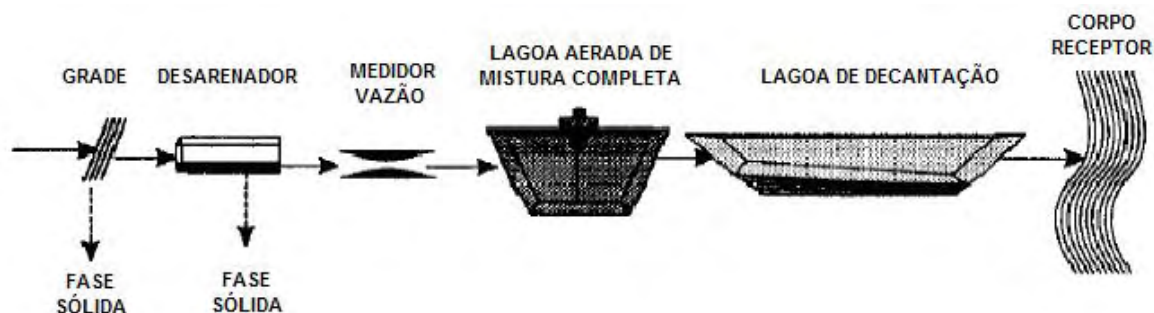 GRADE
DESARENADOR
MEDIDOR
VAZÃO
LAGOA AERADA DE
MISTURA COMPLETA
LAGOA DE DECANTAÇÃO
CORPO
RECEPTOR
FASE
SÓLIDA
FASE
SÓLIDA